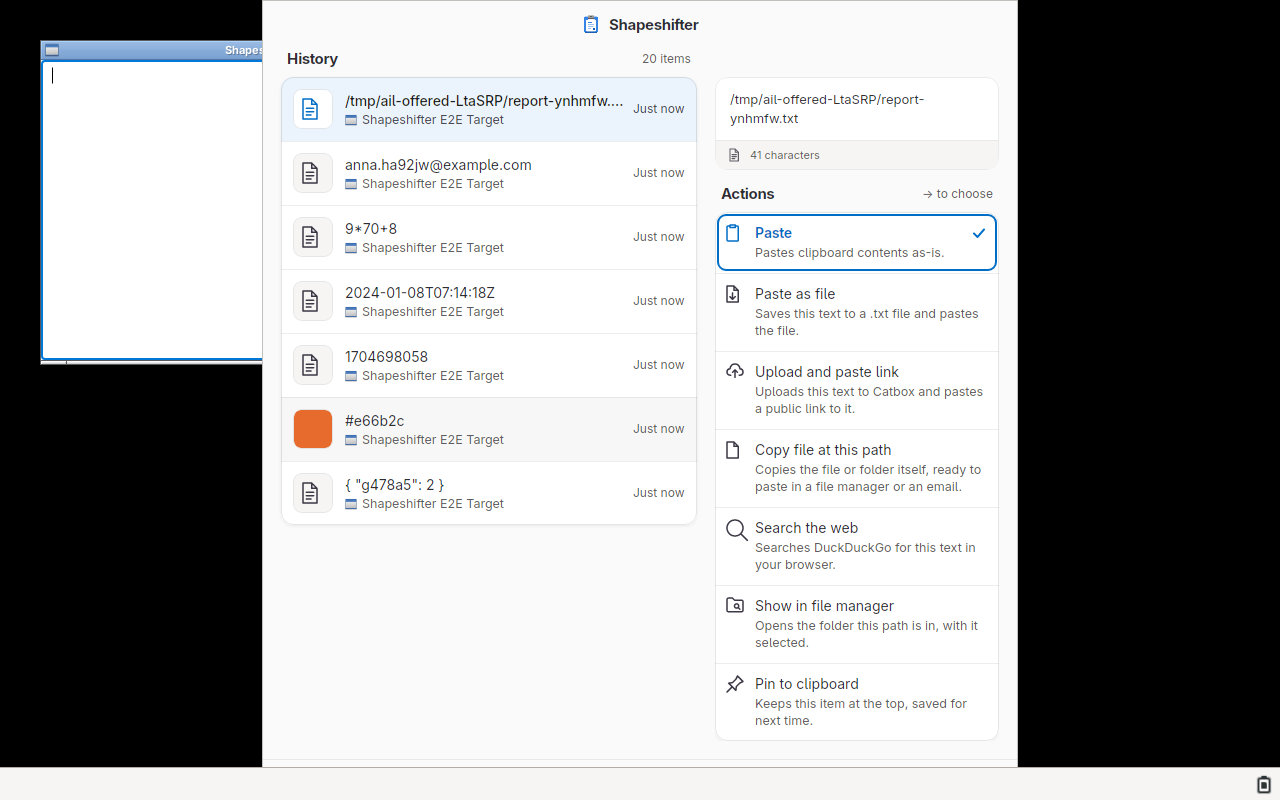 Shapeshifter
History
20 items
/tmp/ail-offered-LtaSRP/report-ynhmfw....
Just now
Shapeshifter E2E Target
anna.ha92jw@example.com
Just now
Shapeshifter E2E Target
9*70+8
Just now
Shapeshifter E2E Target
2024-01-08T07:14:18Z
Just now
Shapeshifter E2E Target
1704698058
Just now
Shapeshifter E2E Target
#e66b2c
Just now
Shapeshifter E2E Target
{ "g478a5": 2 }
Just now
Shapeshifter E2E Target
/tmp/ail-offered-LtaSRP/report-
ynhmfw.txt
41 characters
Actions
→ to choose
Paste
Pastes clipboard contents as-is.
Paste as file
Saves this text to a .txt file and pastes
the file.
Upload and paste link
Uploads this text to Catbox and pastes
a public link to it.
Copy file at this path
Copies the file or folder itself, ready to
paste in a file manager or an email.
Search the web
Searches DuckDuckGo for this text in
your browser.
Show in file manager
Opens the folder this path is in, with it
selected.
Pin to clipboard
Keeps this item at the top, saved for
next time.
Shapes